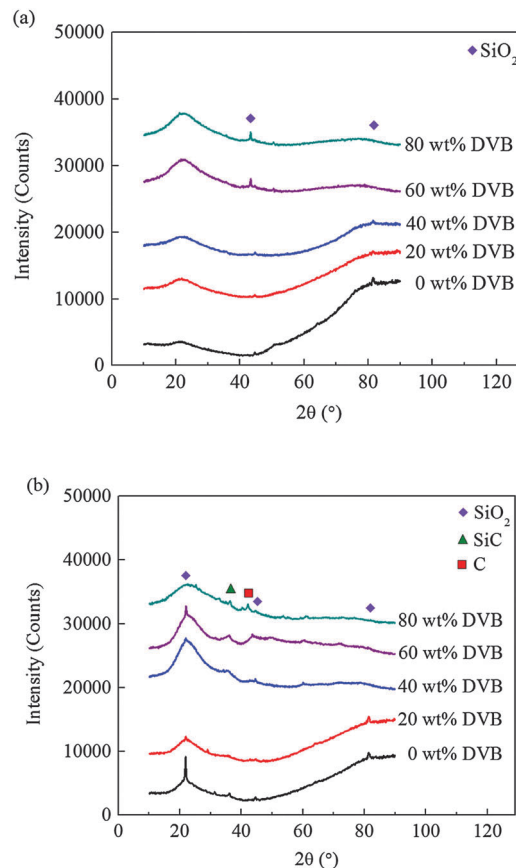 (a)
50000
SiO2
40000
80 wt% DVB
30000
60 wt% DVB
Intensity (Counts)
40 wt% DVB
20000
20 wt% DVB
0 wt% DVB
10000
0
0 20 40 60 80 100 120
2θ (°)
(b)
50000
SiO2
SiC
40000
C
80 wt% DVB
30000
60 wt% DVB
Intensity (Counts)
40 wt% DVB
20000
20 wt% DVB
10000
0 wt% DVB
0
0 20 40 60 80 100 120
2θ (°)